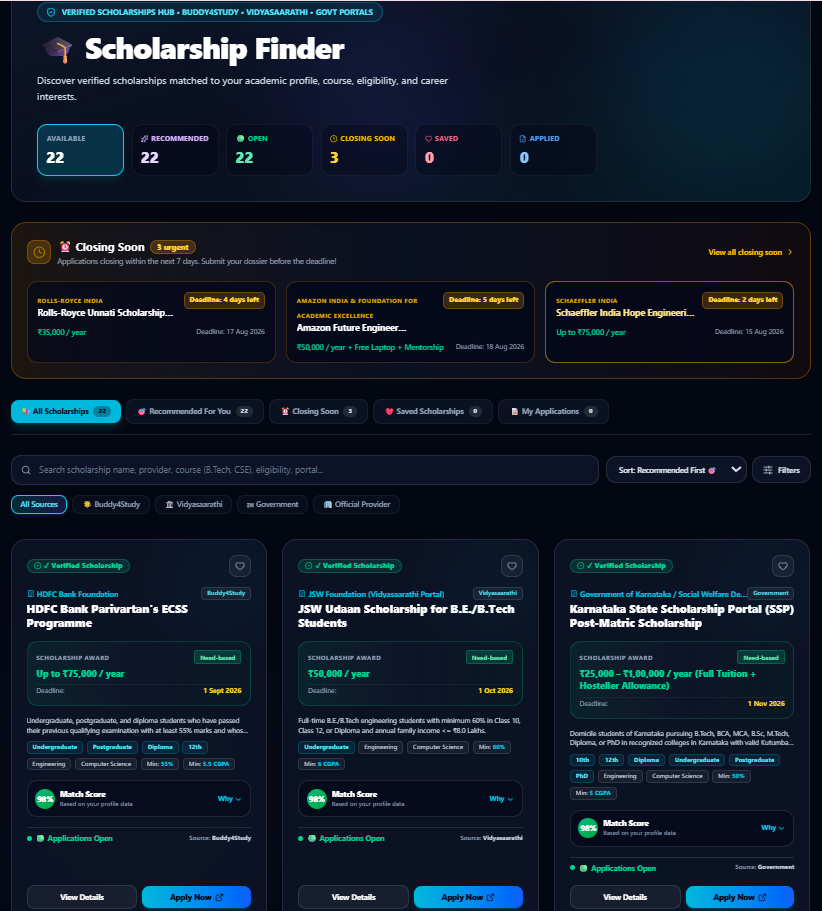 VERIFIED SCHOLARSHIPS HUB • BUDDY4STUDY • VIDYASAARATHI • GOVT PORTALS
Scholarship Finder
Discover verified scholarships matched to your academic profile, course, eligibility, and career
interests.
AVAILABLE
22
RECOMMENDED
22
OPEN
22
CLOSING SOON
3
SAVED
0
APPLIED
0
Closing Soon
3 urgent
Applications closing within the next 7 days. Submit your dossier before the deadline!
View all closing soon
ROLLS-ROYCE INDIA
Deadline: 4 days left
Rolls-Royce Unnati Scholarship...
₹35,000 / year
Deadline: 17 Aug 2026
AMAZON INDIA & FOUNDATION FOR
ACADEMIC EXCELLENCE
Deadline: 5 days left
Amazon Future Engineer...
₹50,000 / year + Free Laptop + Mentorship
Deadline: 18 Aug 2026
SCHAEFFLER INDIA
Deadline: 2 days left
Schaeffler India Hope Engineeri...
Up to ₹75,000 / year
Deadline: 15 Aug 2026
All Scholarships 22
Recommended For You 22
Closing Soon 3
Saved Scholarships 0
My Applications 0
Search scholarship name, provider, course (B.Tech, CSE), eligibility, portal...
Sort: Recommended First
Filters
All Sources
Buddy4Study
Vidyasaarathi
IN Government
Official Provider
✓ Verified Scholarship
HDFC Bank Foundation
Buddy4Study
HDFC Bank Parivartan's ECSS
Programme
SCHOLARSHIP AWARD
Need-based
Up to ₹75,000 / year
Deadline:
1 Sept 2026
Undergraduate, postgraduate, and diploma students who have passed
their previous qualifying examination with at least 55% marks and whos...
Undergraduate
Postgraduate
Diploma
12th
Engineering
Computer Science
Min: 55%
Min: 5.5 CGPA
98%
Match Score
Based on your profile data
Why
Applications Open
Source: Buddy4Study
View Details
Apply Now
✓ Verified Scholarship
JSW Foundation (Vidyasaarathi Portal)
Vidyasaarathi
JSW Udaan Scholarship for B.E./B.Tech
Students
SCHOLARSHIP AWARD
Need-based
₹50,000 / year
Deadline:
1 Oct 2026
Full-time B.E./B.Tech engineering students with minimum 60% in Class 10,
Class 12, or Diploma and annual family income <= ₹8.0 Lakhs.
Undergraduate
Engineering
Computer Science
Min: 60%
Min: 6 CGPA
98%
Match Score
Based on your profile data
Why
Applications Open
Source: Vidyasaarathi
View Details
Apply Now
✓ Verified Scholarship
Government of Karnataka / Social Welfare De...
Government
Karnataka State Scholarship Portal (SSP)
Post-Matric Scholarship
SCHOLARSHIP AWARD
Need-based
₹25,000 – ₹1,00,000 / year (Full Tuition +
Hosteller Allowance)
Deadline:
1 Nov 2026
Domicile students of Karnataka pursuing B.Tech, BCA, MCA, B.Sc, M.Tech,
Diploma, or PhD in recognized colleges in Karnataka with valid Kutumba...
10th
12th
Diploma
Undergraduate
Postgraduate
PhD
Engineering
Computer Science
Min: 50%
Min: 5 CGPA
98%
Match Score
Based on your profile data
Why
Applications Open
Source: Government
View Details
Apply Now